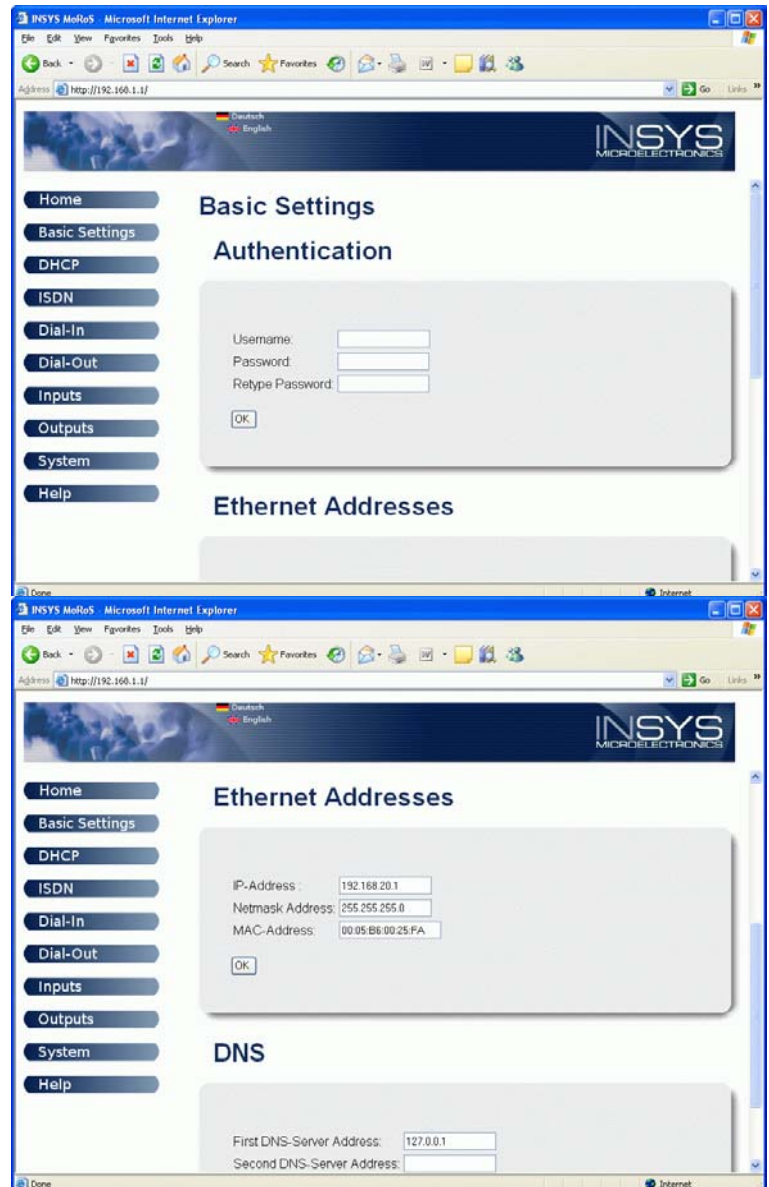 INSYS MoRoS - Microsoft Internet Explorer
File Edit View Favorites Tools Help
Back Search Favorites
Address http://192.168.1.1/ Go Links
Deutsch
English
INSYS
MICROELECTRONICS
Home
Basic Settings
DHCP
ISDN
Dial-In
Dial-Out
Inputs
Outputs
System
Help
Basic Settings
Authentication
Username:
Password:
Retype Password:
OK
Ethernet Addresses
Done Internet
INSYS MoRoS - Microsoft Internet Explorer
File Edit View Favorites Tools Help
Back Search Favorites
Address http://192.168.1.1/ Go Links
Deutsch
English
INSYS
MICROELECTRONICS
Home
Basic Settings
DHCP
ISDN
Dial-In
Dial-Out
Inputs
Outputs
System
Help
Ethernet Addresses
IP-Address : 192.168.20.1
Netmask Address: 255.255.255.0
MAC-Address: 00:05:B6:00:25:FA
OK
DNS
First DNS-Server Address: 127.0.0.1
Second DNS-Server Address:
Done Internet